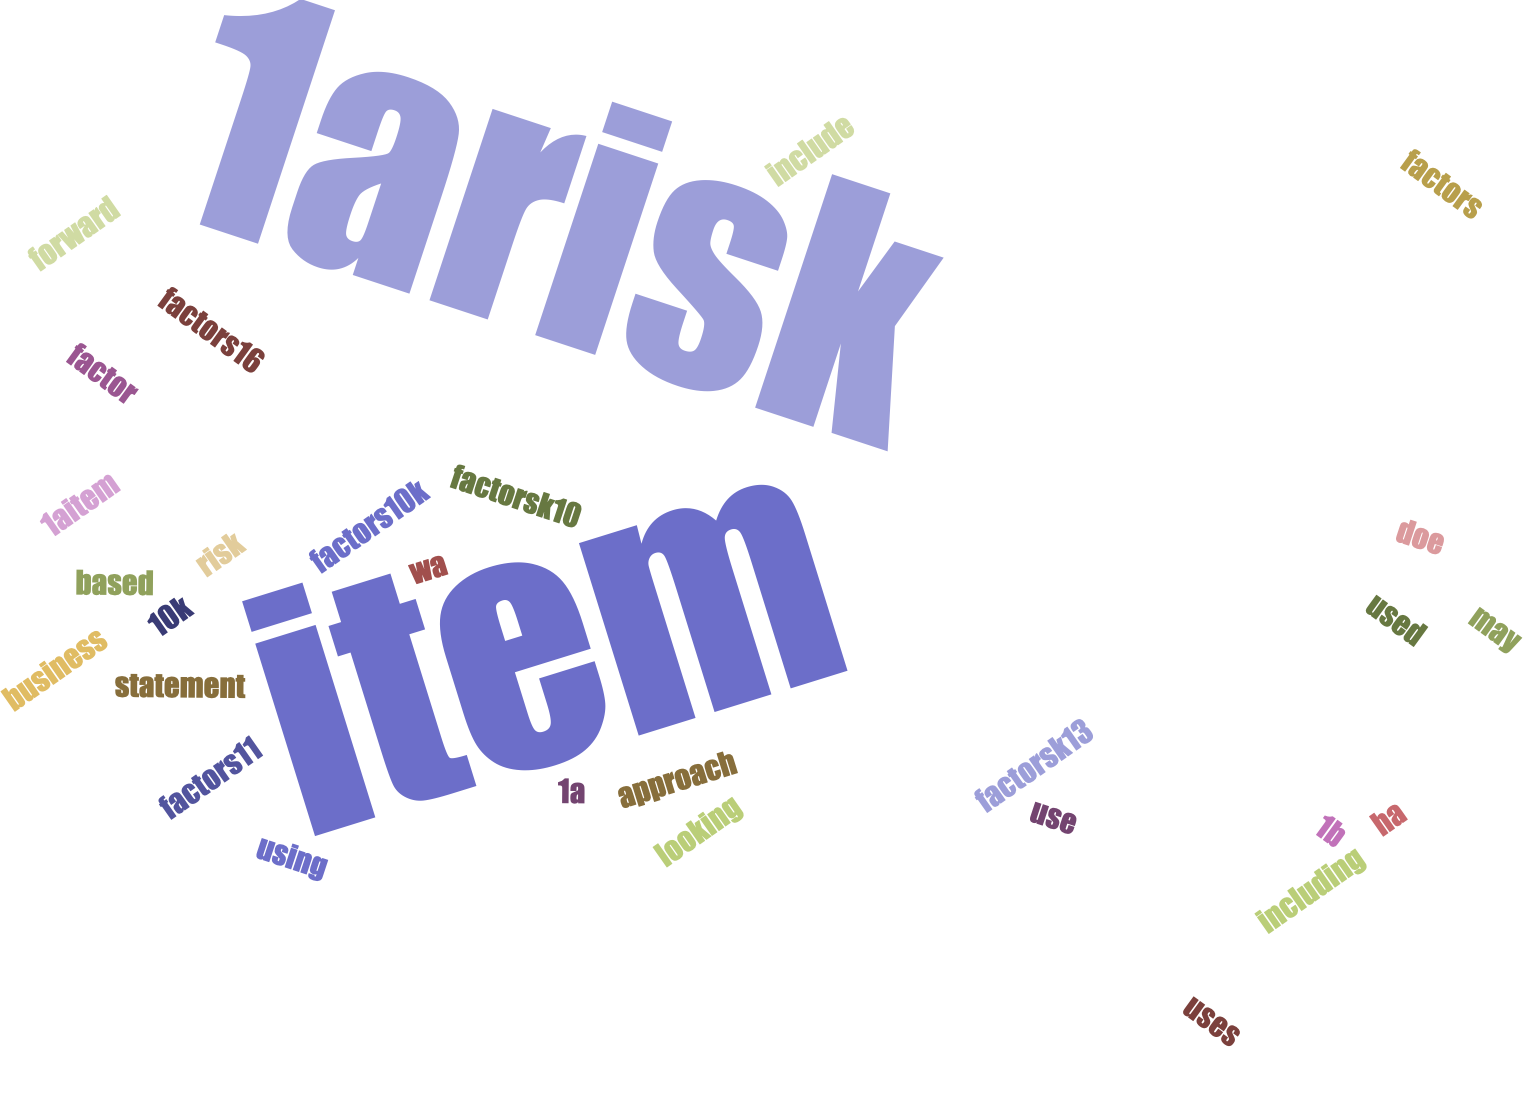 1arisk
include
factors
forward
factors16
factor
1aitem
factors10k
factorsk10
item
wa
risk
based
10k
business
statement
factors11
using
1a
approach
looking
doe
used
may
factorsk13
use
1b
ha
including
uses